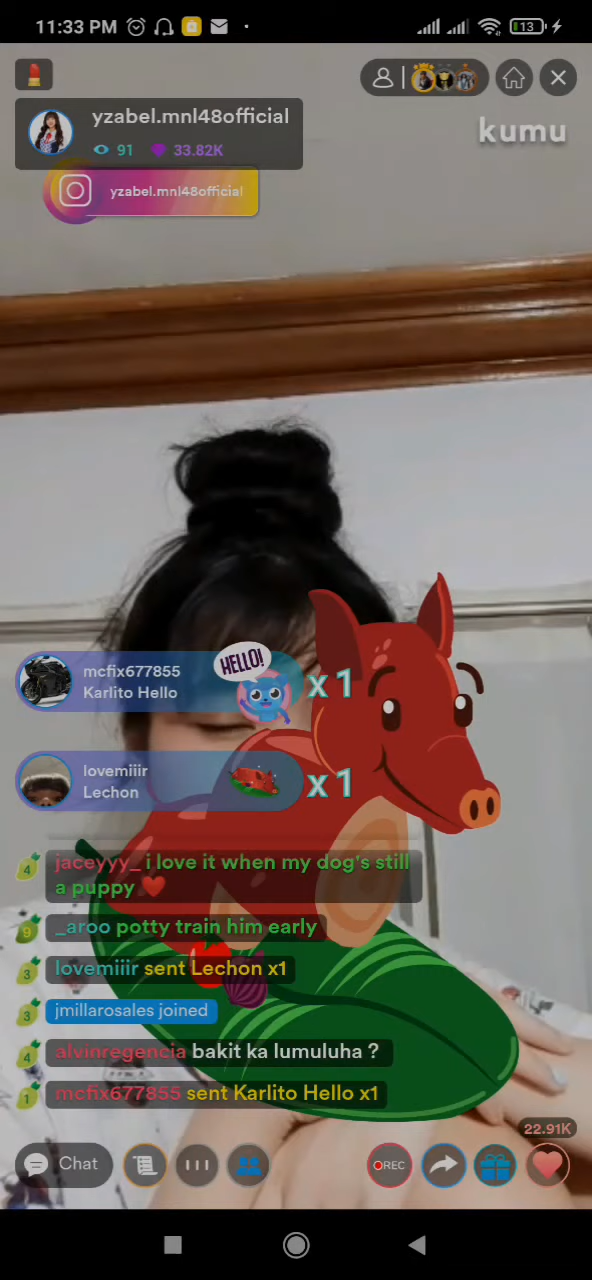 11:33 PM
13
yzabel.mnl48official
91 33.82K
kumu
yzabel.mnl48official
HELLO!
mcfix677855
Karlito Hello
x 1
lovemiiir
Lechon
x 1
4 jaceyyy_ i love it when my dog's still
a puppy ❤️
9 _aroo potty train him early
3 lovemiiir sent Lechon x1
3 jmillarosales joined
4 alvinregencia bakit ka lumuluha ?
1 mcfix677855 sent Karlito Hello x1
22.91K
Chat
REC